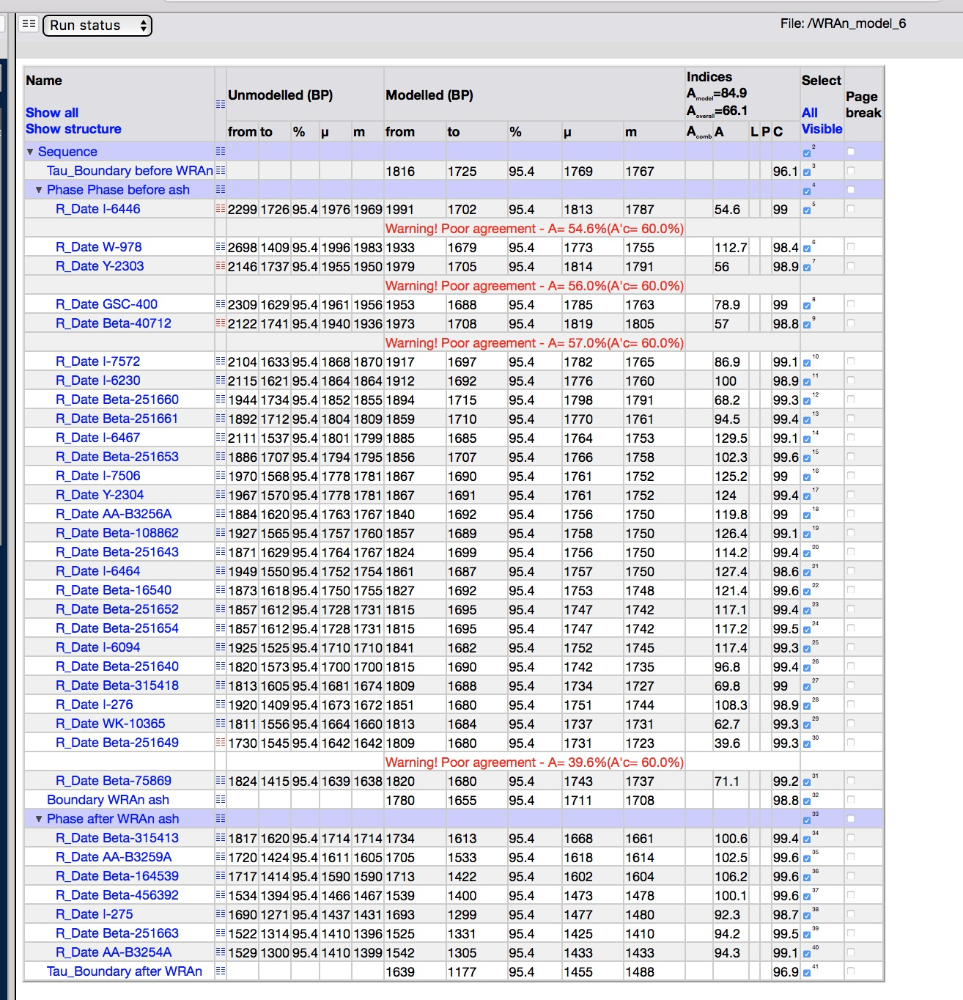 Run status File: /WRAn_model_6
Name Unmodelled (BP) Modelled (BP) Indices Select Page break
Amodel=84.9
Aoverall=66.1
Show all All
Show structure Visible
from to % μ m from to % μ m Acomb A L P C
▼ Sequence 2
Tau_Boundary before WRAn 1816 1725 95.4 1769 1767 96.1 3
▼ Phase Phase before ash 4
R_Date I-6446 2299 1726 95.4 1976 1969 1991 1702 95.4 1813 1787 54.6 99 5
Warning! Poor agreement - A= 54.6%(A'c= 60.0%)
R_Date W-978 2698 1409 95.4 1996 1983 1933 1679 95.4 1773 1755 112.7 98.4 6
R_Date Y-2303 2146 1737 95.4 1955 1950 1979 1705 95.4 1814 1791 56 98.9 7
Warning! Poor agreement - A= 56.0%(A'c= 60.0%)
R_Date GSC-400 2309 1629 95.4 1961 1956 1953 1688 95.4 1785 1763 78.9 99 8
R_Date Beta-40712 2122 1741 95.4 1940 1936 1973 1708 95.4 1819 1805 57 98.8 9
Warning! Poor agreement - A= 57.0%(A'c= 60.0%)
R_Date I-7572 2104 1633 95.4 1868 1870 1917 1697 95.4 1782 1765 86.9 99.1 10
R_Date I-6230 2115 1621 95.4 1864 1864 1912 1692 95.4 1776 1760 100 98.9 11
R_Date Beta-251660 1944 1734 95.4 1852 1855 1894 1715 95.4 1798 1791 68.2 99.3 12
R_Date Beta-251661 1892 1712 95.4 1804 1809 1859 1710 95.4 1770 1761 94.5 99.4 13
R_Date I-6467 2111 1537 95.4 1801 1799 1885 1685 95.4 1764 1753 129.5 99.1 14
R_Date Beta-251653 1886 1707 95.4 1794 1795 1856 1707 95.4 1766 1758 102.3 99.6 15
R_Date I-7506 1970 1568 95.4 1778 1781 1867 1690 95.4 1761 1752 125.2 99 16
R_Date Y-2304 1967 1570 95.4 1778 1781 1867 1691 95.4 1761 1752 124 99.4 17
R_Date AA-B3256A 1884 1620 95.4 1763 1767 1840 1692 95.4 1756 1750 119.8 99 18
R_Date Beta-108862 1927 1565 95.4 1757 1760 1857 1689 95.4 1758 1750 126.4 99.1 19
R_Date Beta-251643 1871 1629 95.4 1764 1767 1824 1699 95.4 1756 1750 114.2 99.4 20
R_Date I-6464 1949 1550 95.4 1752 1754 1861 1687 95.4 1757 1750 127.4 98.6 21
R_Date Beta-16540 1873 1618 95.4 1750 1755 1827 1692 95.4 1753 1748 121.4 99.6 22
R_Date Beta-251652 1857 1612 95.4 1728 1731 1815 1695 95.4 1747 1742 117.1 99.4 23
R_Date Beta-251654 1857 1612 95.4 1728 1731 1815 1695 95.4 1747 1742 117.2 99.5 24
R_Date I-6094 1925 1525 95.4 1710 1710 1841 1682 95.4 1752 1745 117.4 99.3 25
R_Date Beta-251640 1820 1573 95.4 1700 1700 1815 1690 95.4 1742 1735 96.8 99.4 26
R_Date Beta-315418 1813 1605 95.4 1681 1674 1809 1688 95.4 1734 1727 69.8 99 27
R_Date I-276 1920 1409 95.4 1673 1672 1851 1680 95.4 1751 1744 108.3 98.9 28
R_Date WK-10365 1811 1556 95.4 1664 1660 1813 1684 95.4 1737 1731 62.7 99.3 29
R_Date Beta-251649 1730 1545 95.4 1642 1642 1809 1680 95.4 1731 1723 39.6 99.3 30
Warning! Poor agreement - A= 39.6%(A'c= 60.0%)
R_Date Beta-75869 1824 1415 95.4 1639 1638 1820 1680 95.4 1743 1737 71.1 99.2 31
Boundary WRAn ash 1780 1655 95.4 1711 1708 98.8 32
▼ Phase after WRAn ash 33
R_Date Beta-315413 1817 1620 95.4 1714 1714 1734 1613 95.4 1668 1661 100.6 99.4 34
R_Date AA-B3259A 1720 1424 95.4 1611 1605 1705 1533 95.4 1618 1614 102.5 99.6 35
R_Date Beta-164539 1717 1414 95.4 1590 1590 1713 1422 95.4 1602 1604 106.2 99.6 36
R_Date Beta-456392 1534 1394 95.4 1466 1467 1539 1400 95.4 1473 1478 100.1 99.6 37
R_Date I-275 1690 1271 95.4 1437 1431 1693 1299 95.4 1477 1480 92.3 98.7 38
R_Date Beta-251663 1522 1314 95.4 1410 1396 1525 1331 95.4 1425 1410 94.2 99.5 39
R_Date AA-B3254A 1529 1300 95.4 1410 1399 1542 1305 95.4 1433 1433 94.3 99.1 40
Tau_Boundary after WRAn 1639 1177 95.4 1455 1488 96.9 41